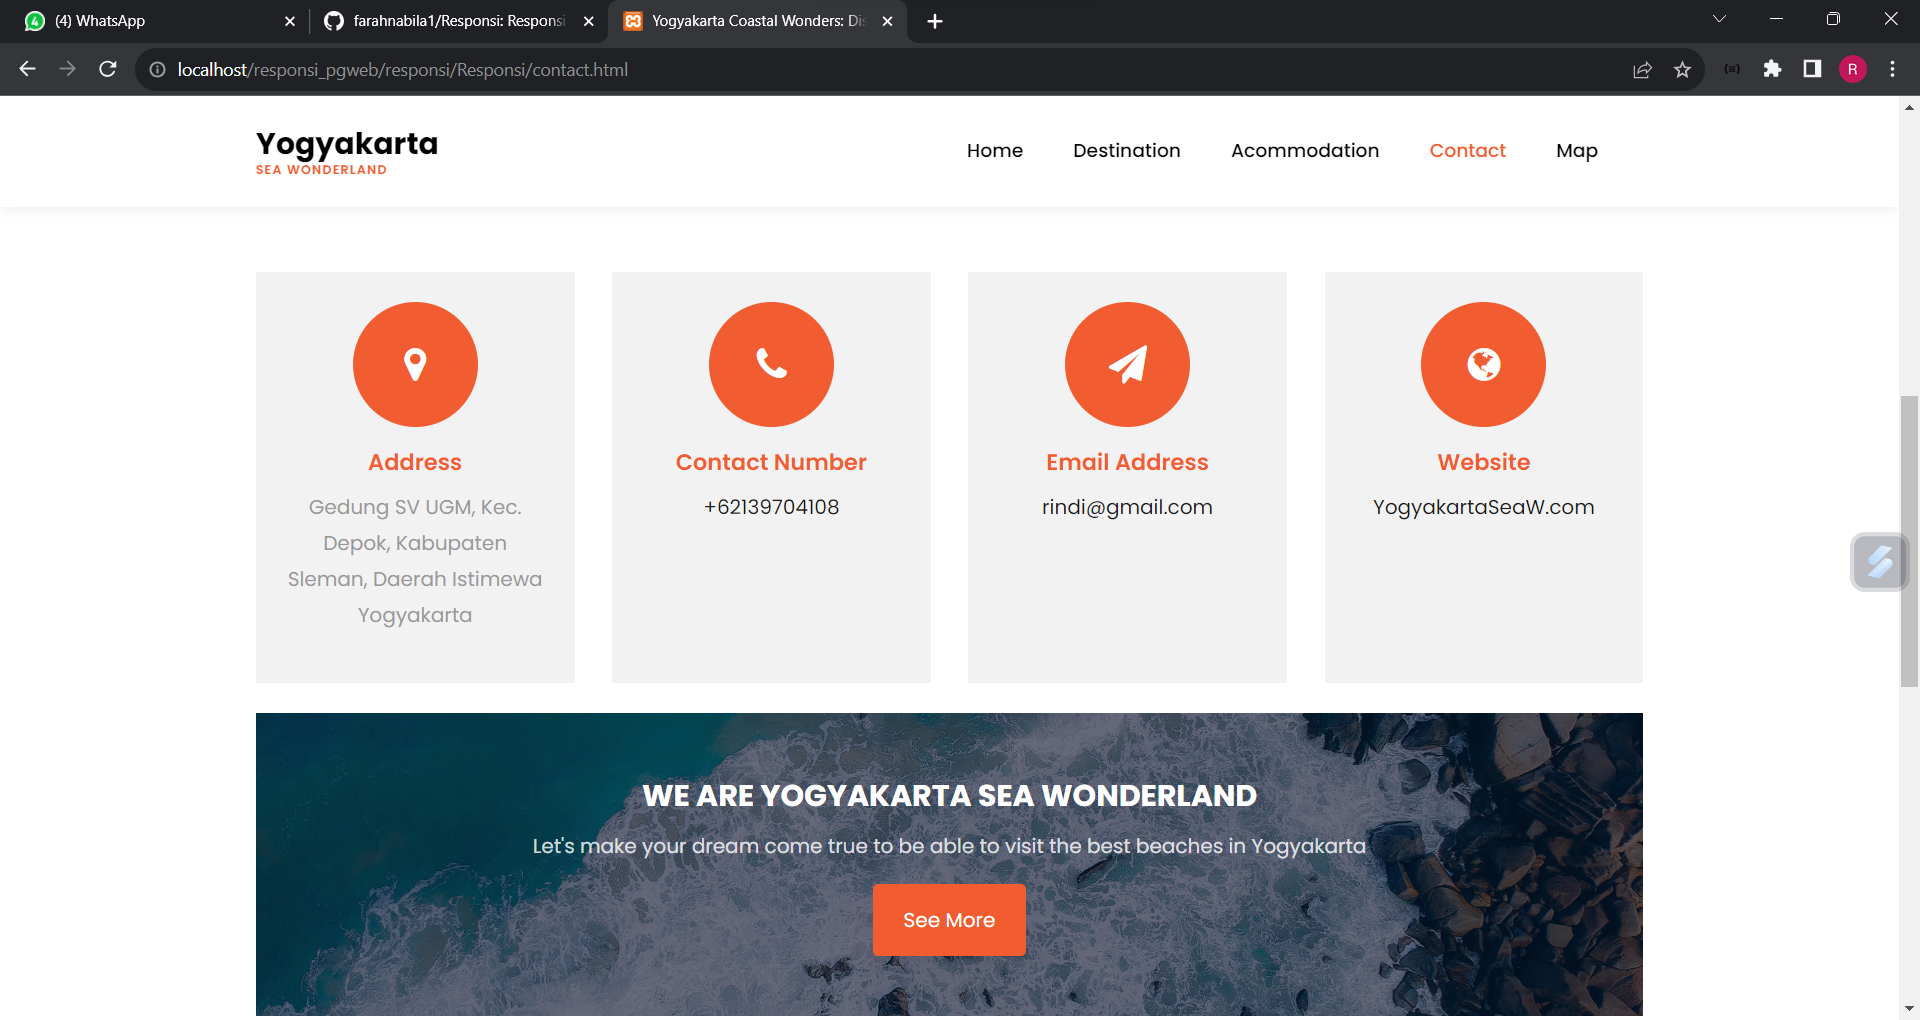 (4) WhatsApp
farahnabila1/Responsi: Responsi
Yogyakarta Coastal Wonders: Di
localhost/responsi_pgweb/responsi/Responsi/contact.html
R
Yogyakarta
SEA WONDERLAND
Home
Destination
Acommodation
Contact
Map
Address
Gedung SV UGM, Kec.
Depok, Kabupaten
Sleman, Daerah Istimewa
Yogyakarta
Contact Number
+62139704108
Email Address
rindi@gmail.com
Website
YogyakartaSeaW.com
WE ARE YOGYAKARTA SEA WONDERLAND
Let's make your dream come true to be able to visit the best beaches in Yogyakarta
See More